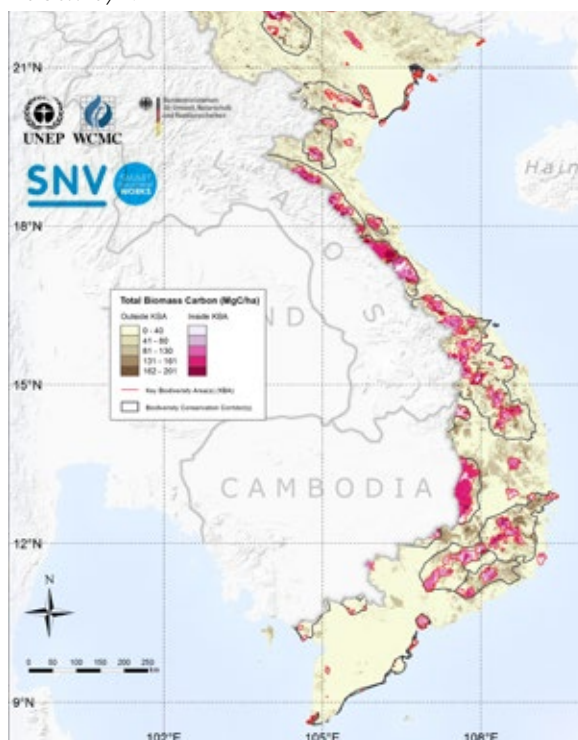 21°N
UNEP WCMC
SNV
WORKS
Hain
18°N
L A O S
Total Biomass Carbon (MgC/ha)
Outside KBA Inside KBA
0 - 40
41 - 80
81 - 130
131 - 161
162 - 201
Key Biodiversity Area(s) (KBA)
Biodiversity Conservation Corridor(s)
N D
15°N
CAMBODIA
12°N
N
0 50 100 150 200 250
km
9°N
102°E 105°E 108°E